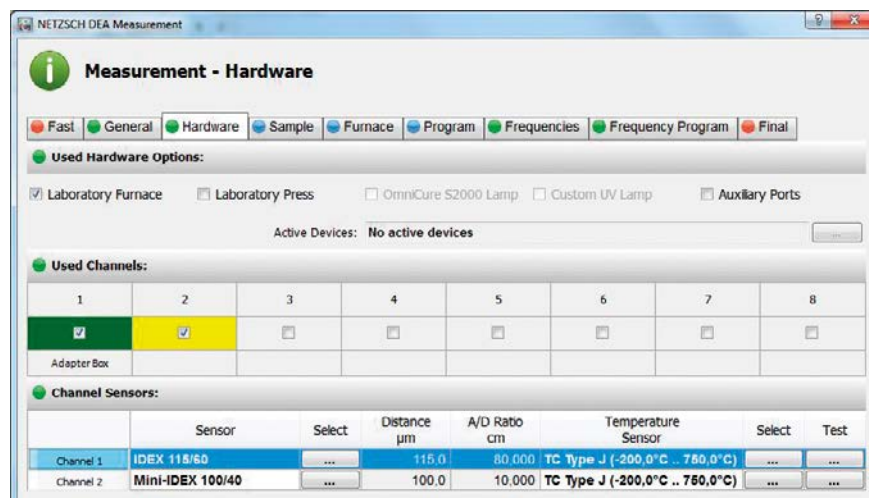 NETZSCH DEA Measurement
Measurement - Hardware
Fast General Hardware Sample Furnace Program Frequencies Frequency Program Final
Used Hardware Options:
Laboratory Furnace Laboratory Press OmniCure S2000 Lamp Custom UV Lamp Auxiliary Ports
Active Devices: No active devices ...
Used Channels:
1 2 3 4 5 6 7 8
Adapter Box
Channel Sensors:
Sensor Select Distance µm A/D Ratio cm Temperature Sensor Select Test
Channel 1 IDEX 115/60 ... 115,0 80,000 TC Type J (-200,0°C .. 750,0°C) ... ...
Channel 2 Mini-IDEX 100/40 ... 100,0 10,000 TC Type J (-200,0°C .. 750,0°C) ... ...